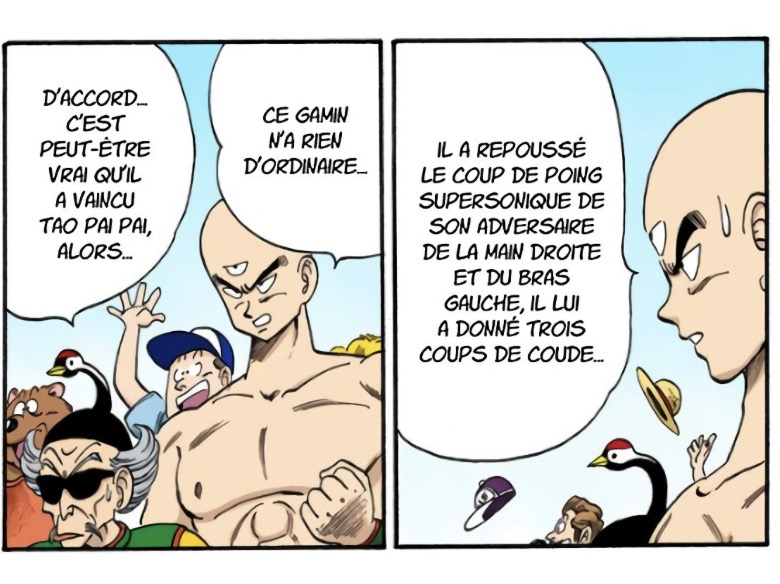 IL A REPOUSSÉ
LE COUP DE POING
SUPERSONIQUE DE
SON ADVERSAIRE
DE LA MAIN DROITE
ET DU BRAS
GAUCHE, IL LUI
A DONNÉ TROIS
COUPS DE COUDE...
CE GAMIN
N'A RIEN
D'ORDINAIRE...
D'ACCORD...
C'EST
PEUT-ÊTRE
VRAI QU'IL
A VAINCU
TAO PAI PAI,
ALORS...